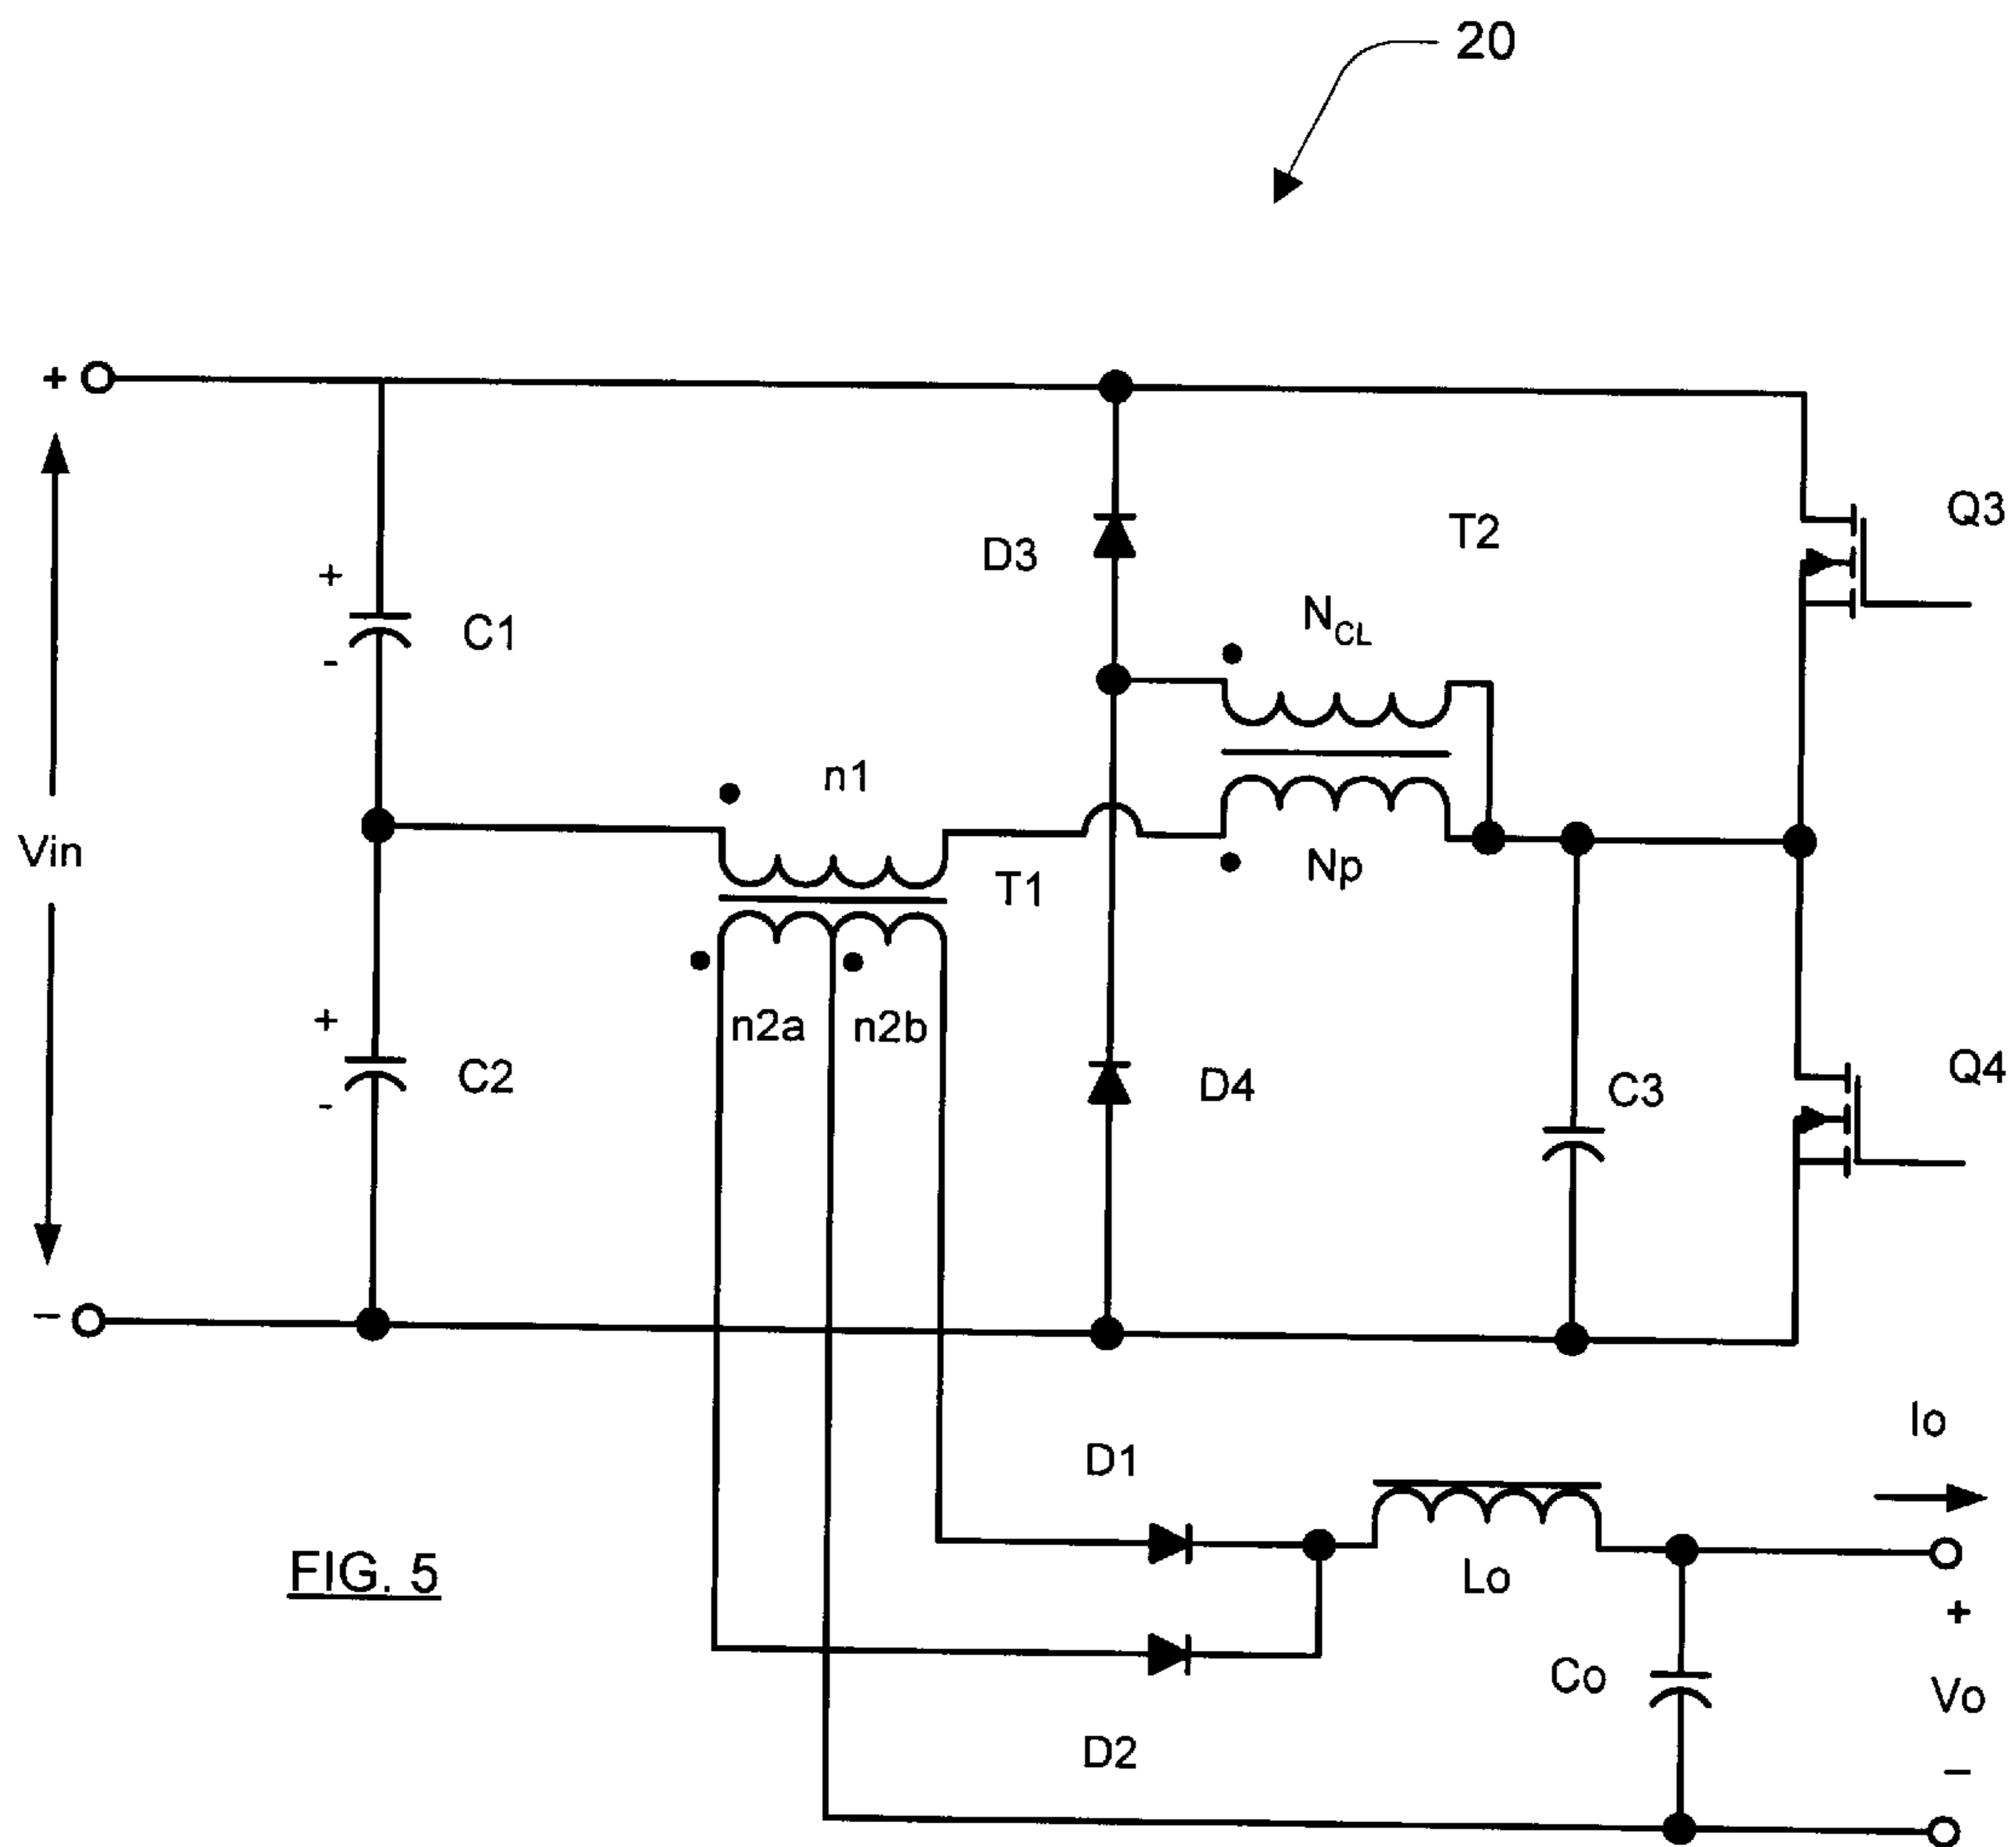 20
+
Q3
D3
T2
+
C1
-
N_CL
n1
Vin
T1
Np
+
C2
-
n2a
n2b
D4
C3
Q4
−
Io
D1
FIG. 5
Lo
+
Co
Vo
D2
−